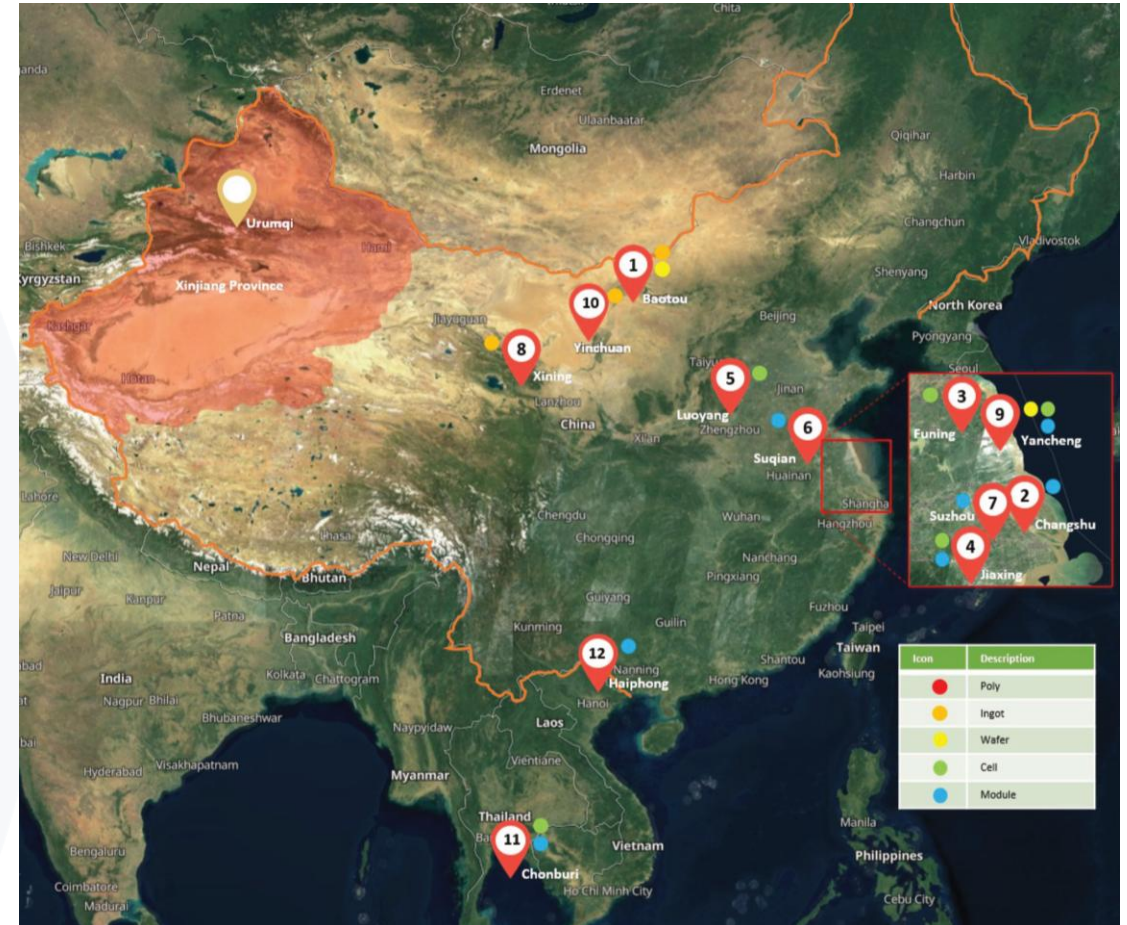 Chita
anda
Erdenet
Ulaanbaatar
Mongolia
Qiqihar
Harbin
Changchun
Vladivostok
Urumqi
Bishkek
Kyrgyzstan
Hami
Xinjiang Province
Kashgar
Hotan
Shenyang
North Korea
Pyongyang
Seoul
1
Baotou
10
Yinchuan
Beijing
Jiayuguan
8
Xining
Lanzhou
China
Taiyu
5
Jinan
Luoyang
Zhengzhou
Xi'an
6
Suqian
Huainan
Shangha
Hangzhou
3
Funing
9
Yancheng
7
Suzhou
2
Changshu
4
Jiaxing
Lahore
New Delhi
Jaipur
Kanpur
Nepal
Lhasa
Bhutan
Patna
Bangladesh
Kolkata
Chattogram
India
Nagpur
Bhilai
Bhubaneshwar
Hyderabad
Visakhapatnam
Bengaluru
Coimbatore
Madurai
Chengdu
Chongqing
Wuhan
Nanchang
Pingxiang
Guiyang
Kunming
Guilin
Fuzhou
Taipei
Taiwan
Kaohsiung
Shantou
Hong Kong
12
Nanning
Haiphong
Hanoi
Laos
Naypyidaw
Vientiane
Myanmar
Thailand
Ba
11
Chonburi
Vietnam
Ho Chi Minh City
Manila
Philippines
Cebu City
Icon Description
Poly
Ingot
Wafer
Cell
Module